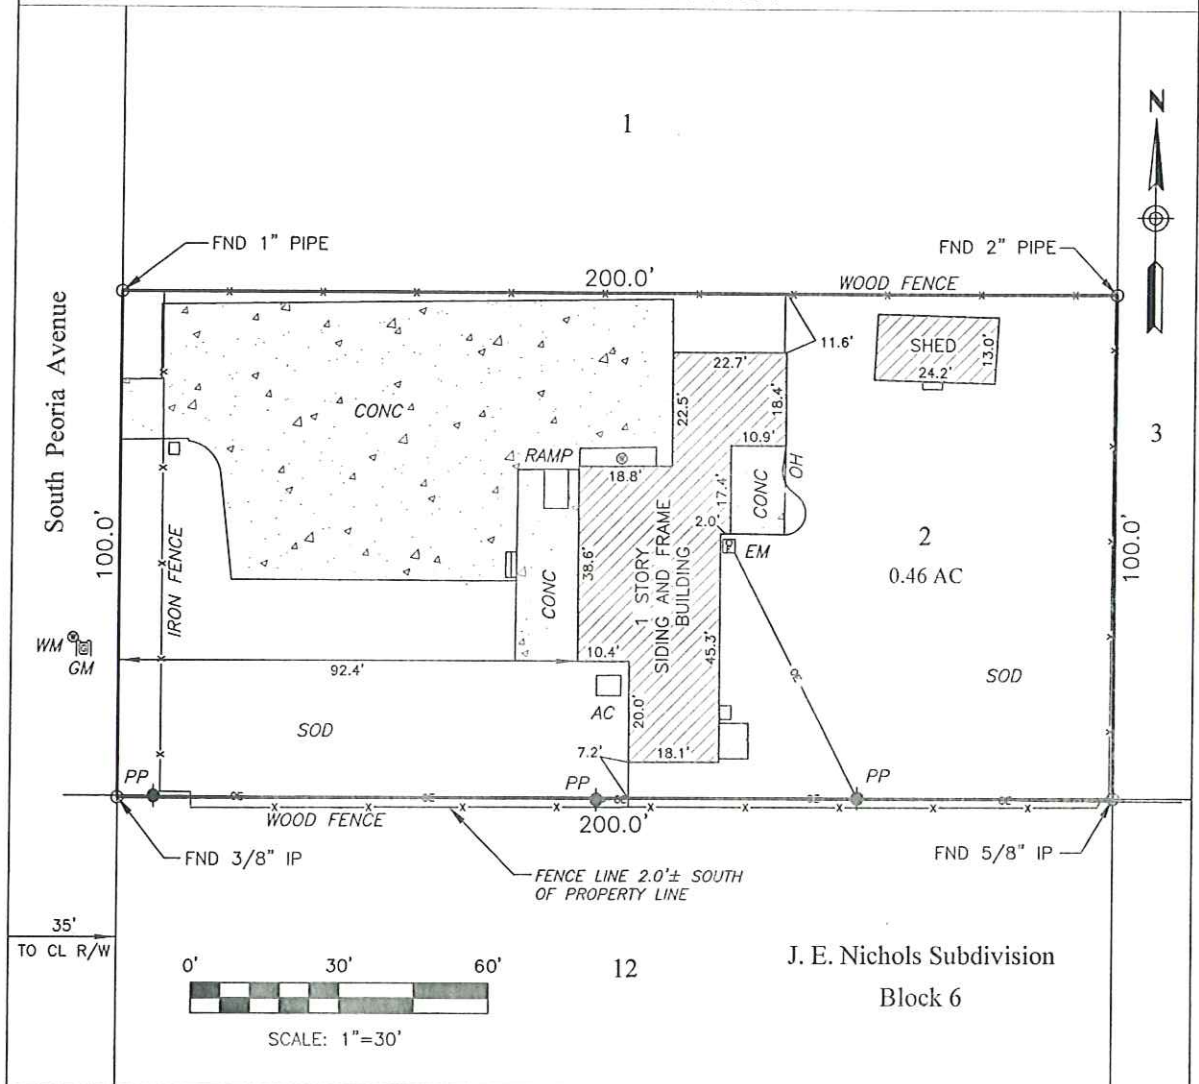 1
N
FND 1" PIPE
FND 2" PIPE
200.0'
WOOD FENCE
South Peoria Avenue
11.6'
SHED
13.0'
24.2'
22.7'
22.5'
18.4'
CONC
10.9'
3
RAMP
18.8'
OH
CONC
17.4'
2.0'
EM
100.0'
IRON FENCE
38.6'
CONC
1 STORY
SIDING AND FRAME
BUILDING
2
0.46 AC
100.0'
WM
GM
92.4'
10.4'
45.3'
OE
SOD
AC
20.0'
SOD
7.2'
18.1'
PP
PP
PP
OE
OE
OE
OE
OE
WOOD FENCE
200.0'
FND 3/8" IP
FND 5/8" IP
FENCE LINE 2.0'± SOUTH
OF PROPERTY LINE
35'
TO CL R/W
0' 30' 60'
SCALE: 1"=30'
12
J. E. Nichols Subdivision
Block 6